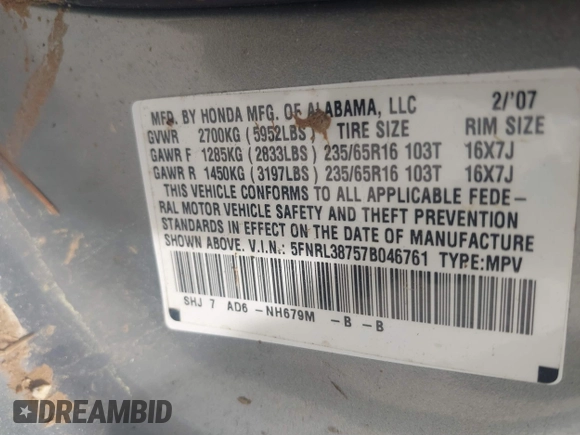 MFD. BY HONDA MFG. OF ALABAMA, LLC 2/'07
GVWR 2700KG (5952LBS) TIRE SIZE RIM SIZE
GAWR F 1285KG (2833LBS) 235/65R16 103T 16X7J
GAWR R 1450KG (3197LBS) 235/65R16 103T 16X7J
THIS VEHICLE CONFORMS TO ALL APPLICABLE FEDE-
RAL MOTOR VEHICLE SAFETY AND THEFT PREVENTION
STANDARDS IN EFFECT ON THE DATE OF MANUFACTURE
SHOWN ABOVE. V.I.N.: 5FNRL38757B046761 TYPE:MPV
SHJ 7 AD6 -NH679M -B -B
DREAMBID